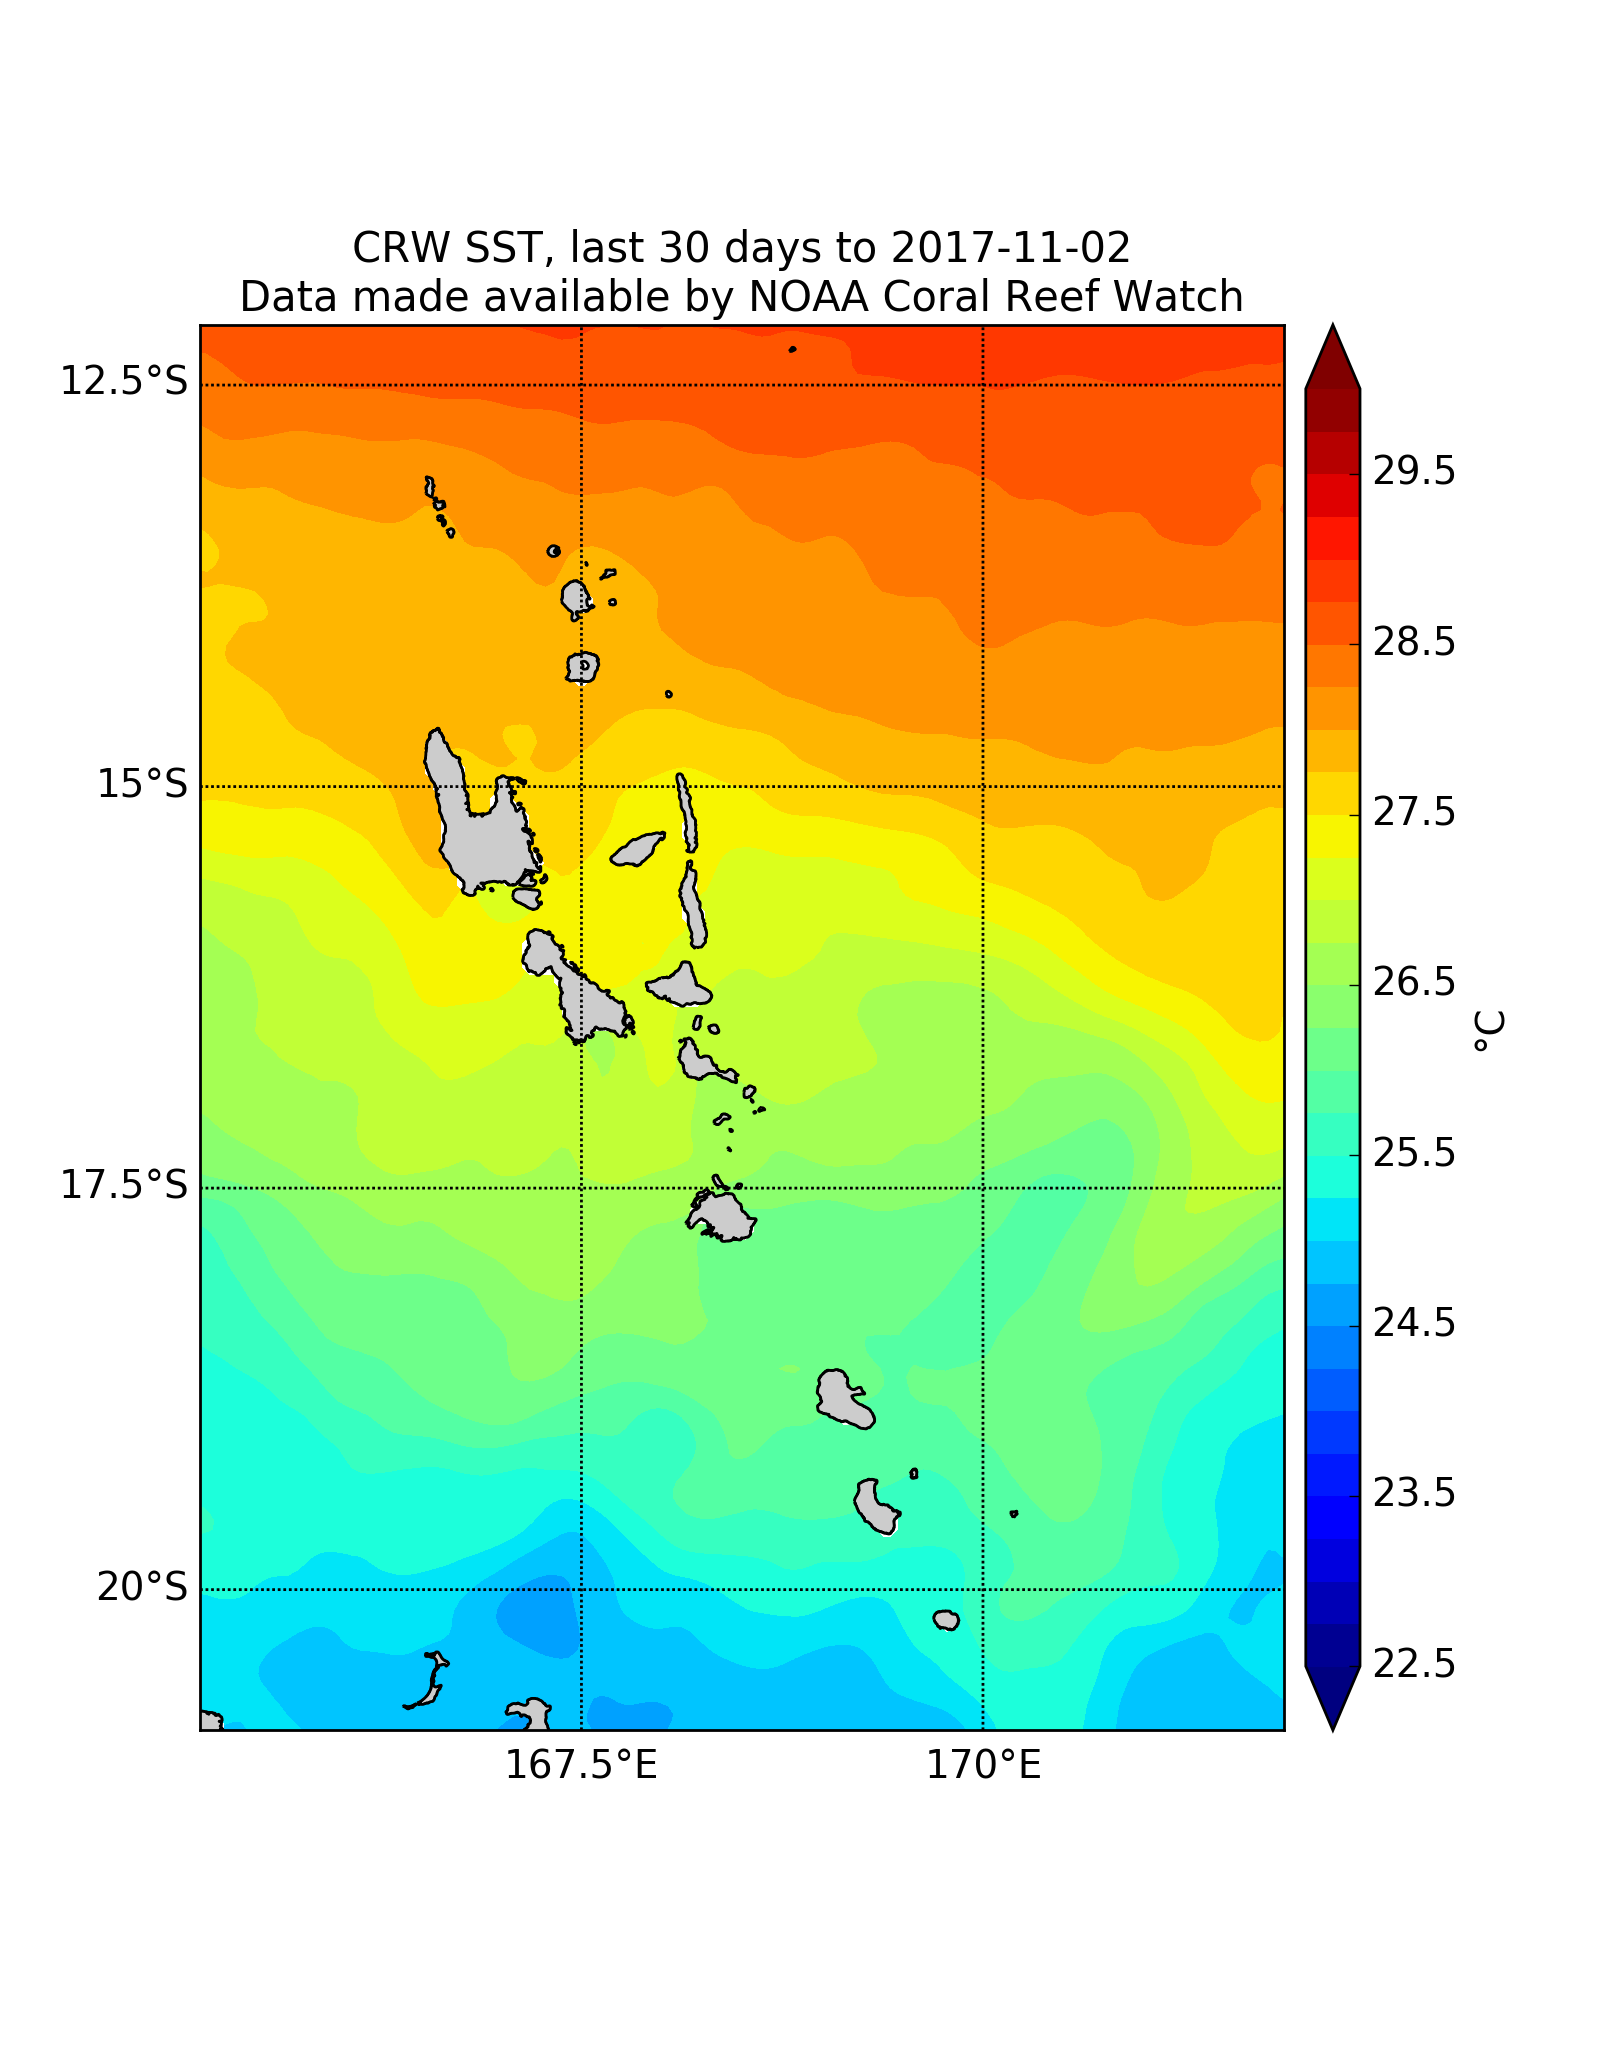 CRW SST, last 30 days to 2017-11-02
Data made available by NOAA Coral Reef Watch
12.5°S
15°S
17.5°S
20°S
167.5°E
170°E
29.5
28.5
27.5
26.5
25.5
24.5
23.5
22.5
°C